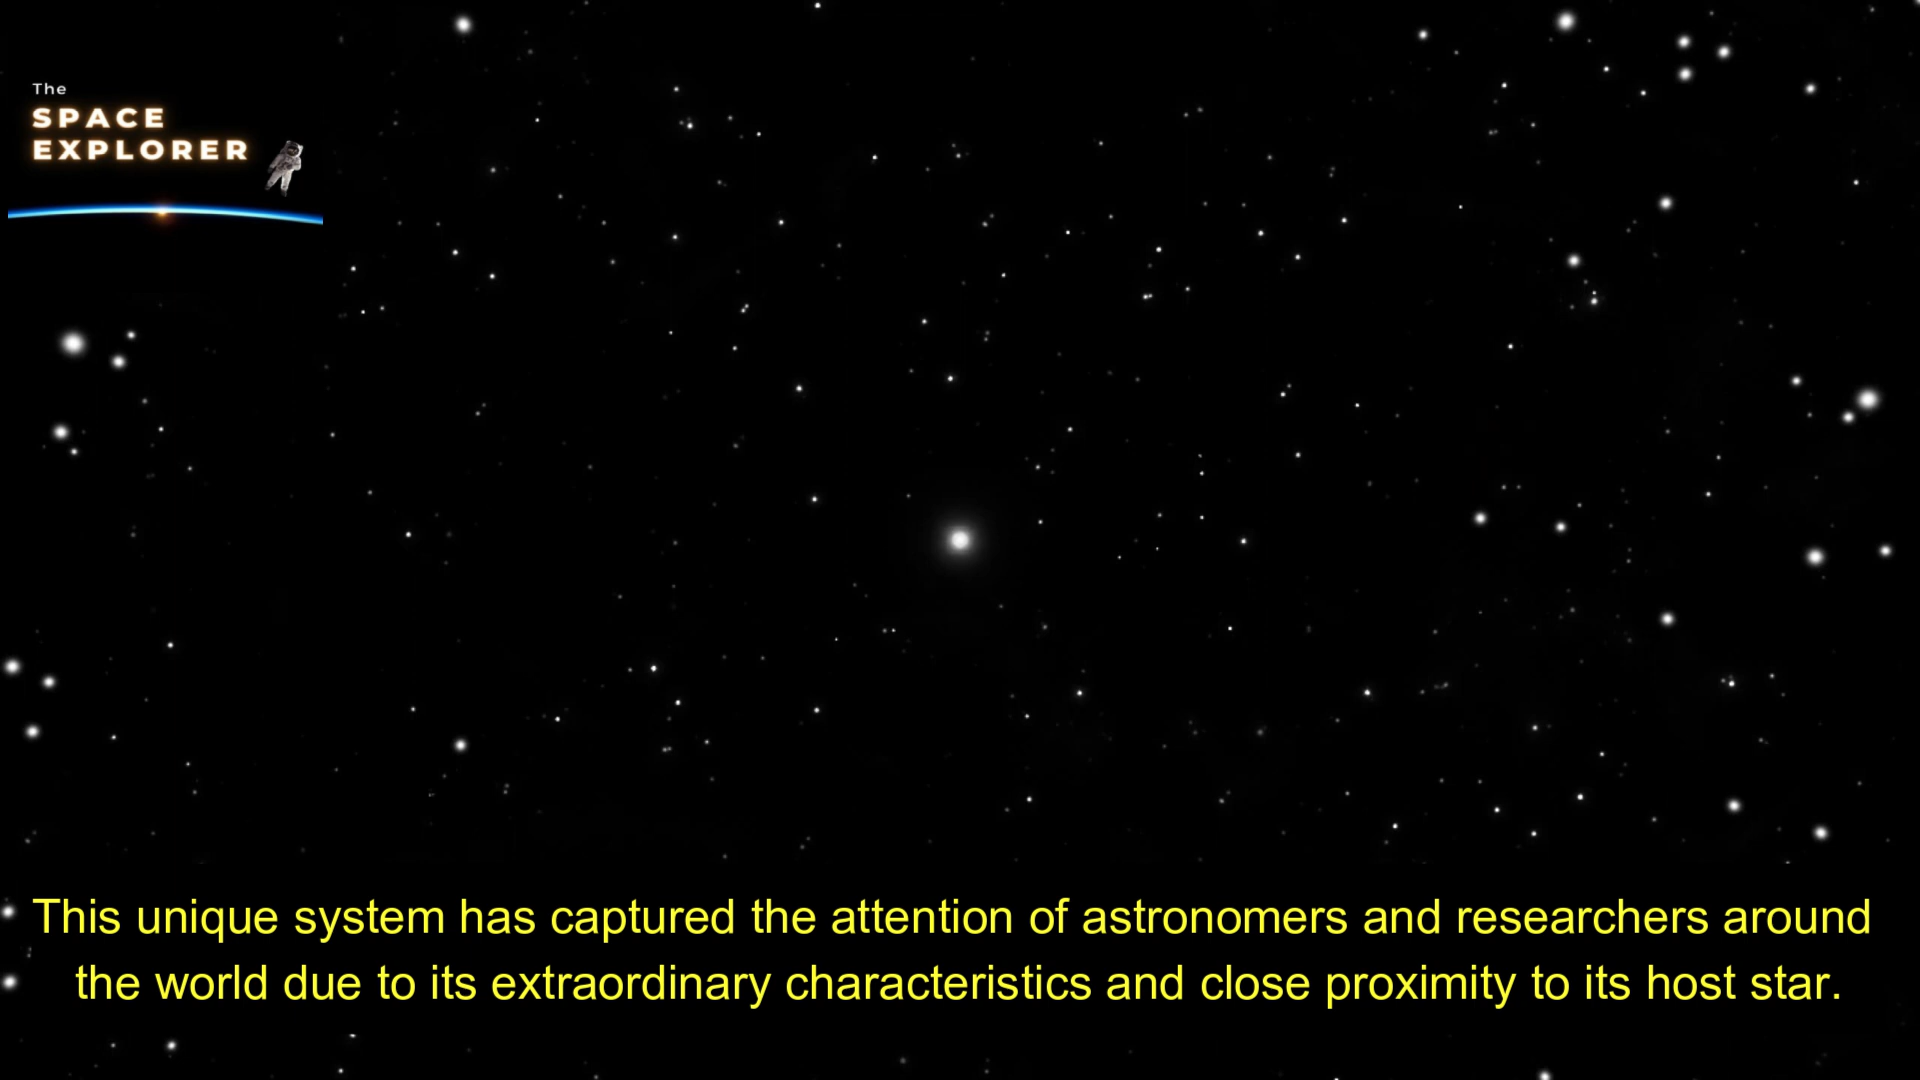 The
SPACE
EXPLORER
This unique system has captured the attention of astronomers and researchers around
the world due to its extraordinary characteristics and close proximity to its host star.